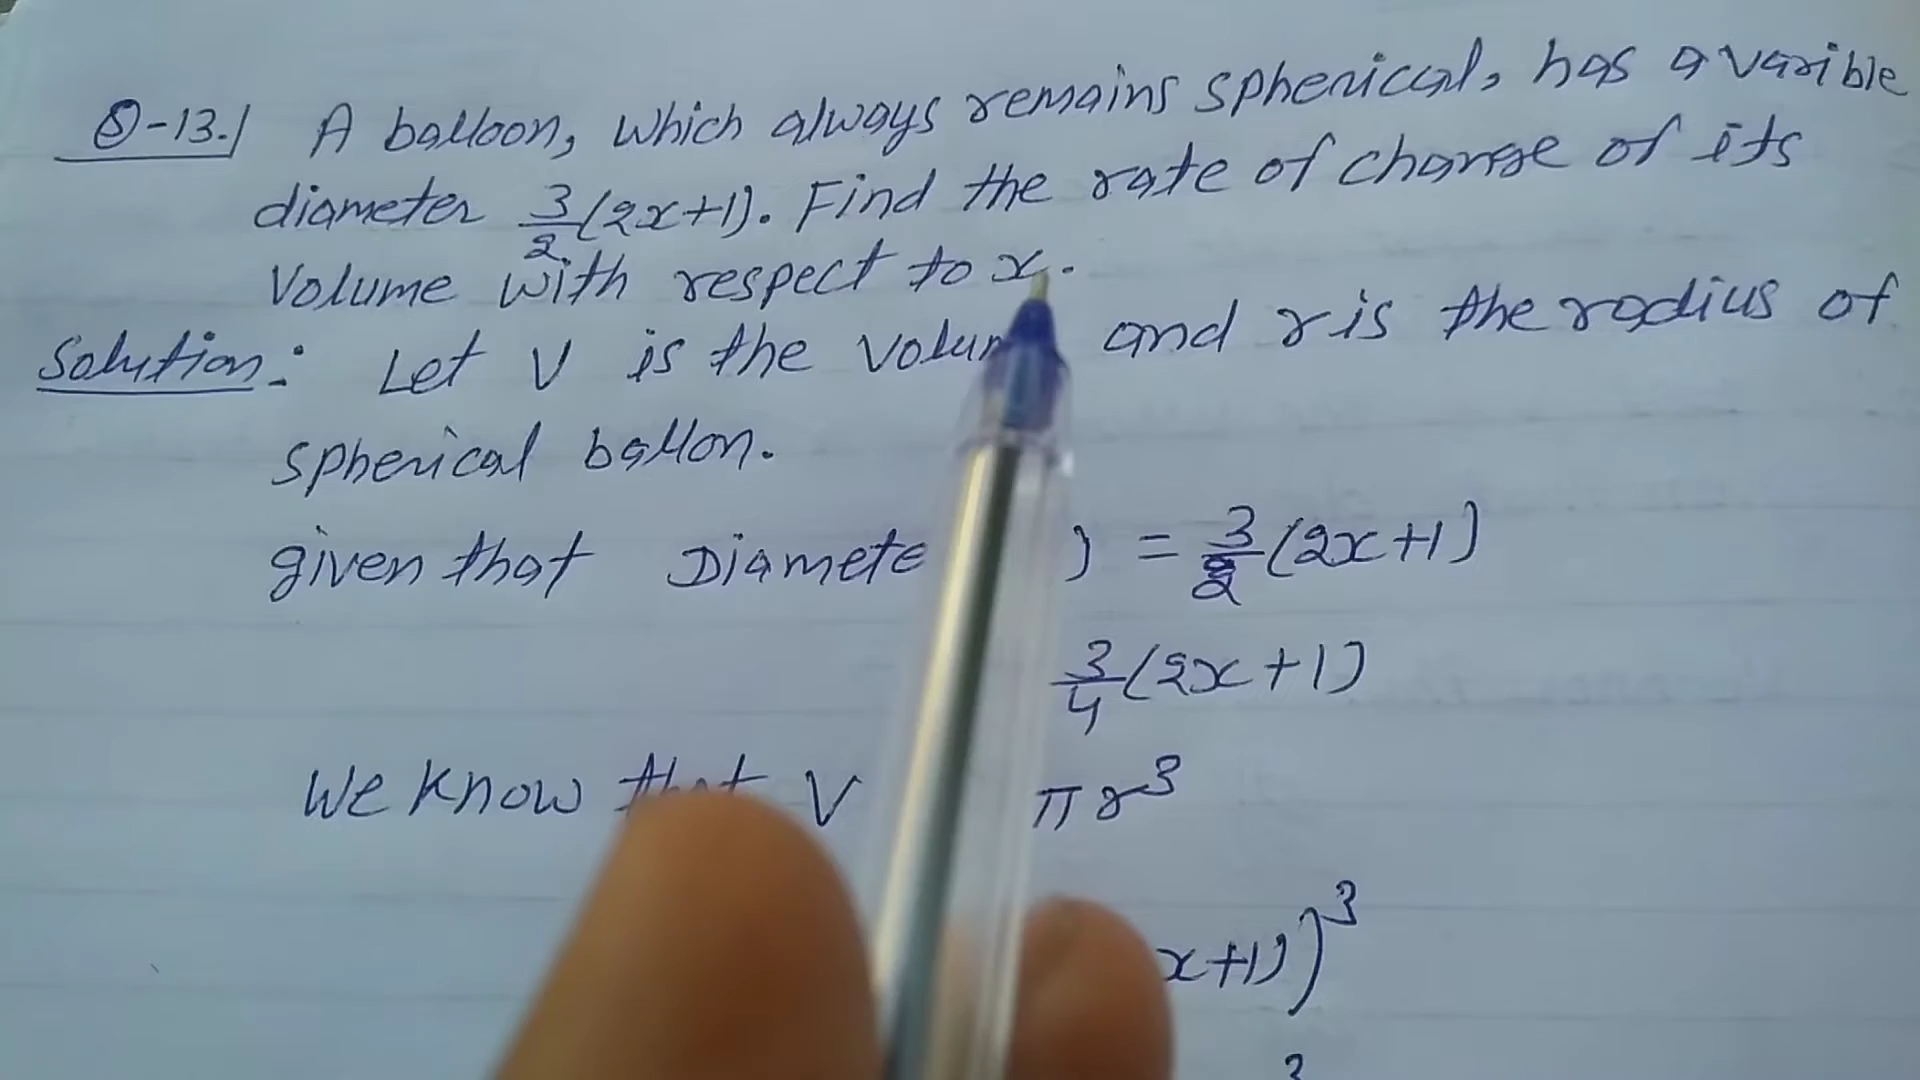 Q-13. A balloon, which always remains spherical, has a varible
diameter 3/2(2x+1). Find the rate of change of its
Volume with respect to x.
Solution: Let V is the and r is the radius of
spherical ballon.
given that ) = 3/2(2x+1)
3/4(2x+1)
We know that V πr³
x+1))³
3